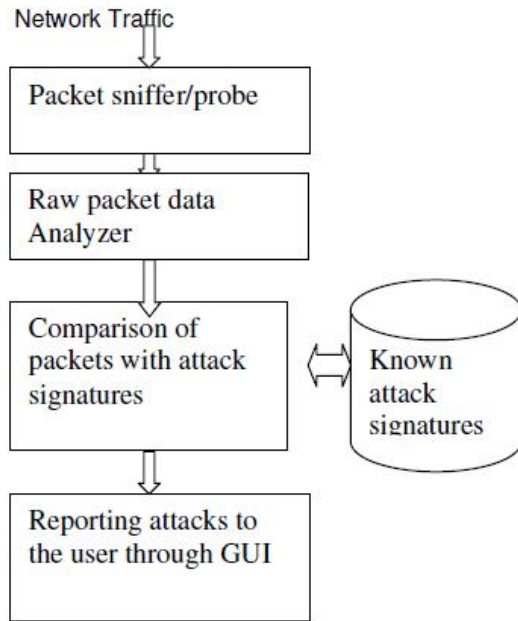 Network Traffic
Packet sniffer/probe
Raw packet data
Analyzer
Comparison of
packets with attack
signatures
Known
attack
signatures
Reporting attacks to
the user through GUI